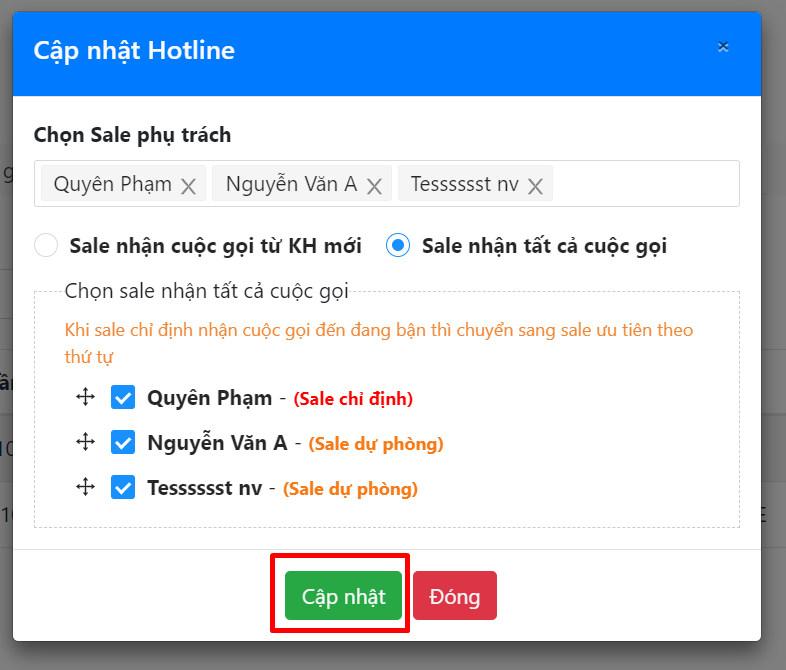 Cập nhật Hotline
×
Chọn Sale phụ trách
Quyên Phạm × Nguyễn Văn A × Tesssssst nv ×
Sale nhận cuộc gọi từ KH mới Sale nhận tất cả cuộc gọi
Chọn sale nhận tất cả cuộc gọi
Khi sale chỉ định nhận cuộc gọi đến đang bận thì chuyển sang sale ưu tiên theo
thứ tự
Quyên Phạm - (Sale chỉ định)
Nguyễn Văn A - (Sale dự phòng)
Tesssssst nv - (Sale dự phòng)
Cập nhật Đóng